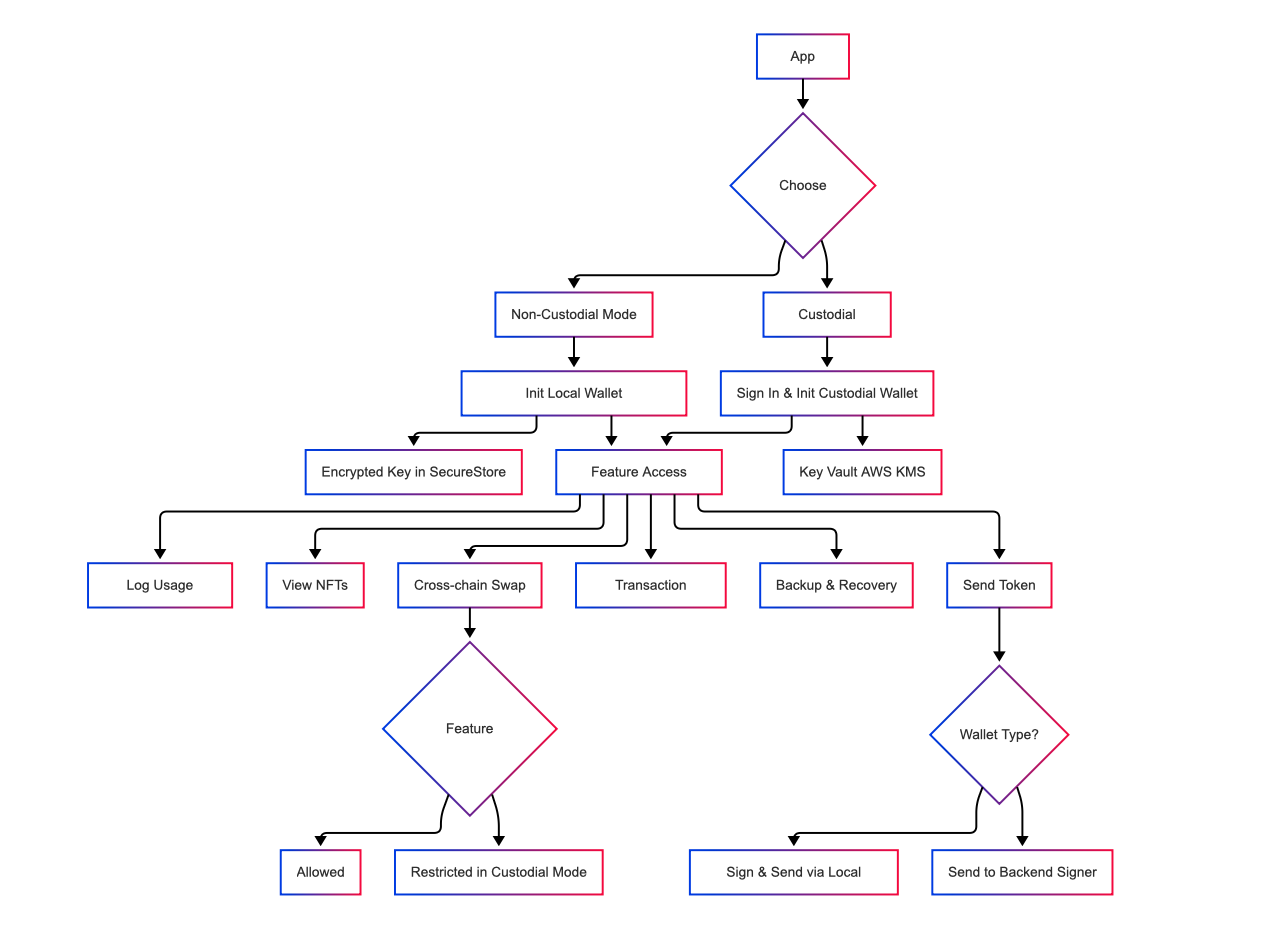 App
Choose
Non-Custodial Mode
Custodial
Init Local Wallet
Sign In & Init Custodial Wallet
Encrypted Key in SecureStore
Feature Access
Key Vault AWS KMS
Log Usage
View NFTs
Cross-chain Swap
Transaction
Backup & Recovery
Send Token
Feature
Wallet Type?
Allowed
Restricted in Custodial Mode
Sign & Send via Local
Send to Backend Signer